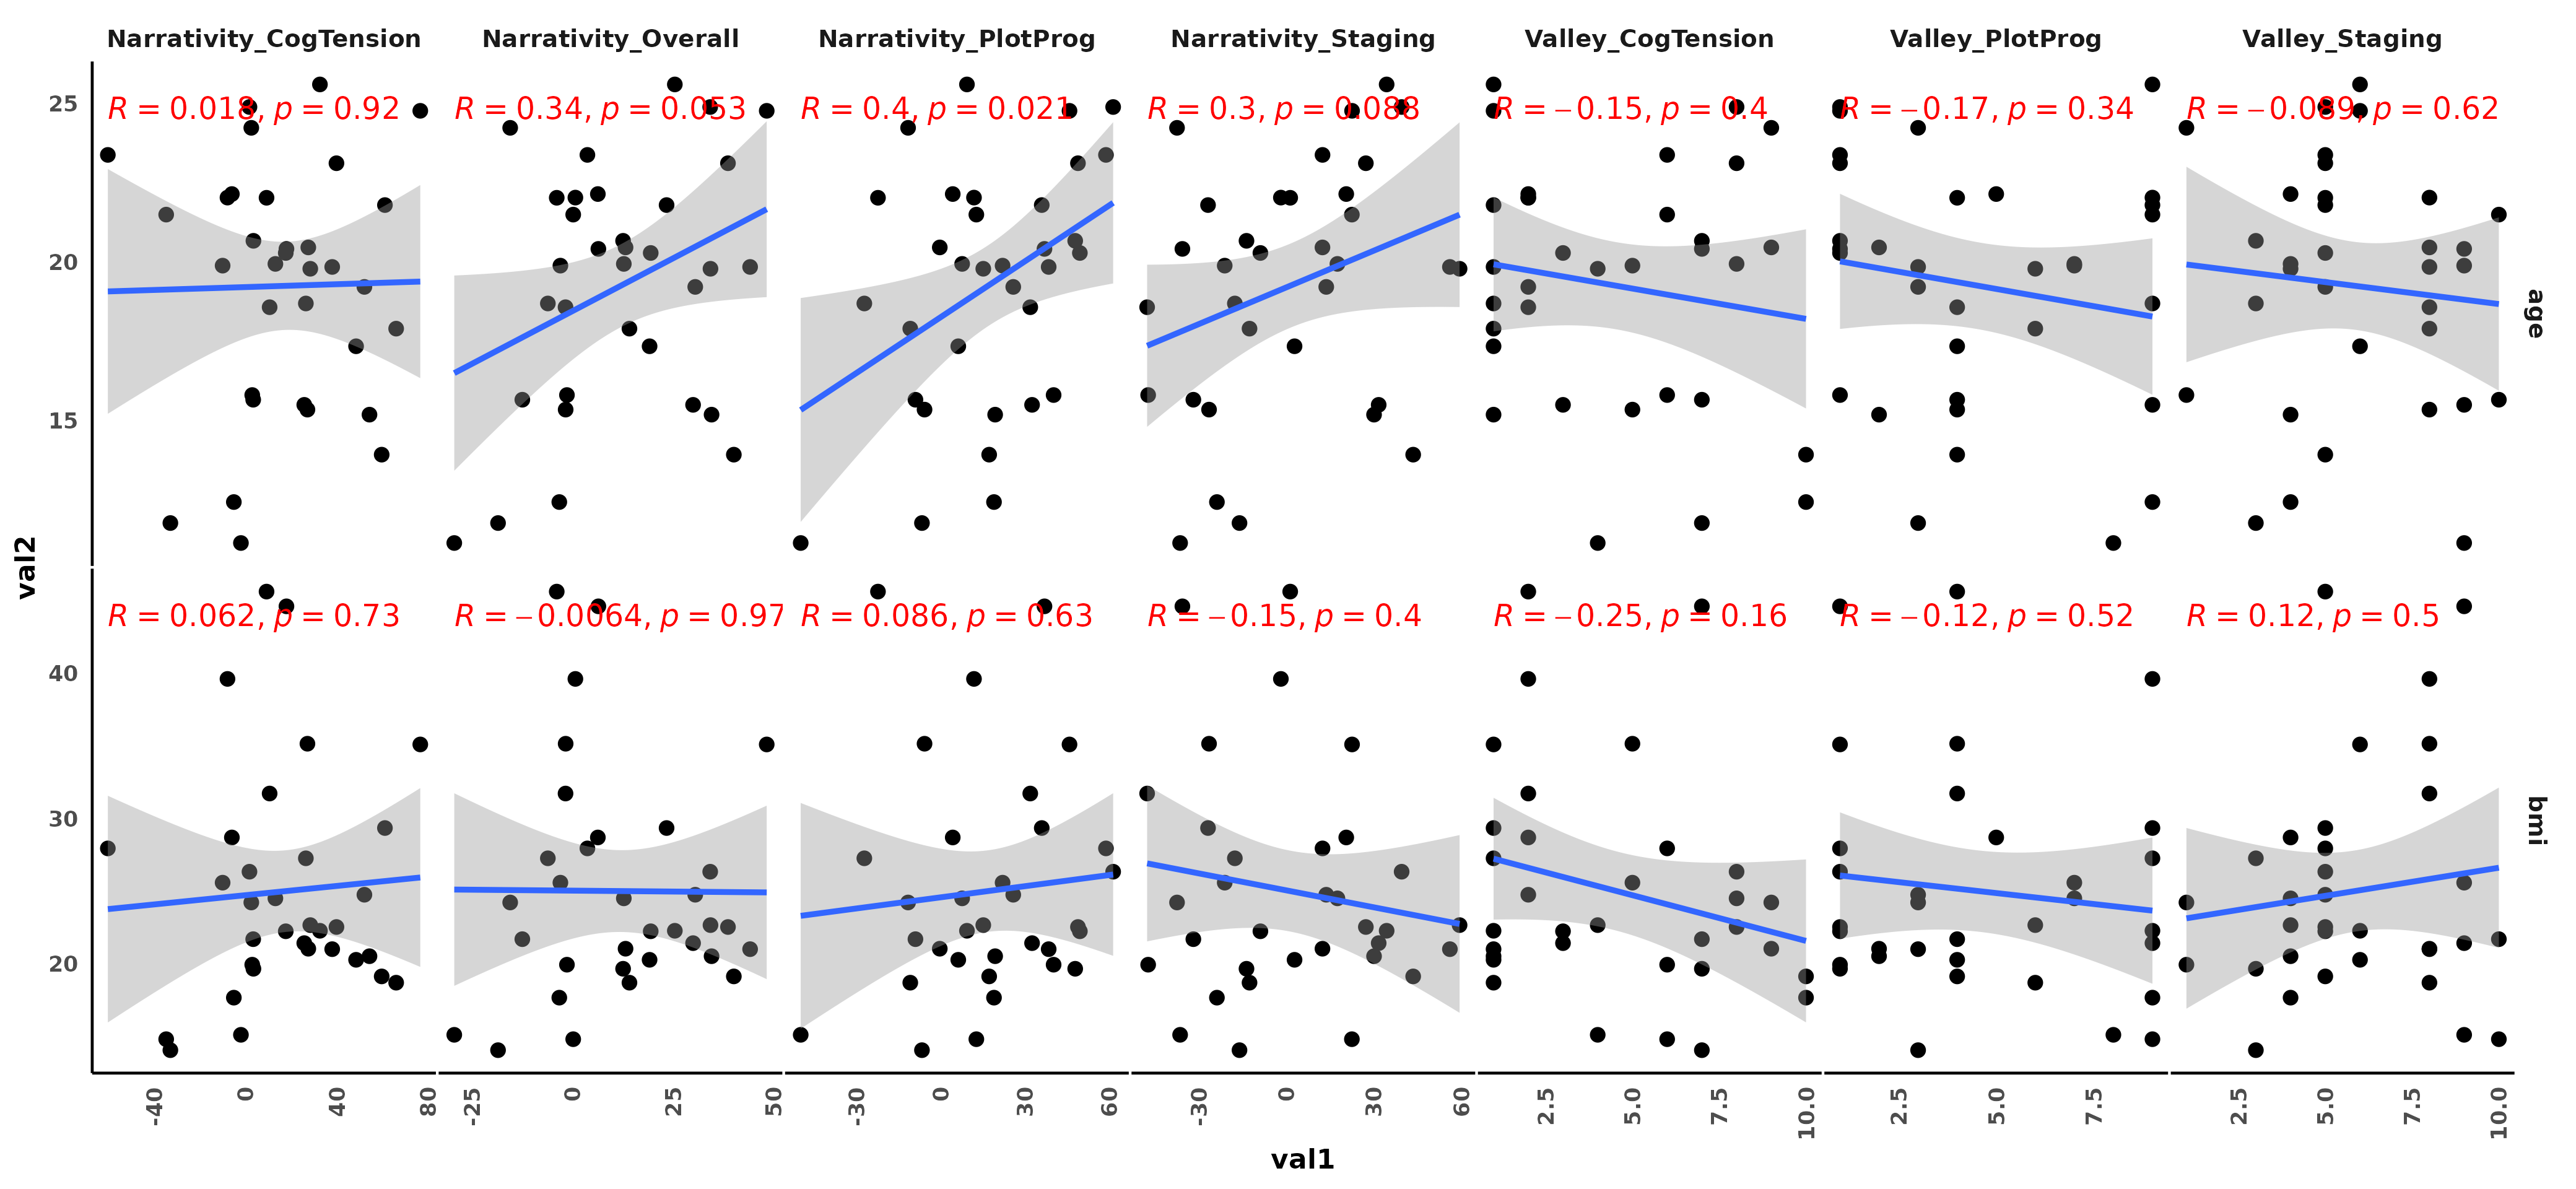 Narrativity_CogTension Narrativity_Overall Narrativity_PlotProg Narrativity_Staging Valley_CogTension Valley_PlotProg Valley_Staging
R = 0.018, p = 0.92 R = 0.34, p = 0.053 R = 0.4, p = 0.021 R = 0.3, p = 0.088 R = −0.15, p = 0.4 R = −0.17, p = 0.34 R = −0.089, p = 0.62
25
20
15
age
val2
R = 0.062, p = 0.73 R = −0.0064, p = 0.97 R = 0.086, p = 0.63 R = −0.15, p = 0.4 R = −0.25, p = 0.16 R = −0.12, p = 0.52 R = 0.12, p = 0.5
40
30
20
bmi
-40 0 40 80 -25 0 25 50 -30 0 30 60 -30 0 30 60 2.5 5.0 7.5 10.0 2.5 5.0 7.5 2.5 5.0 7.5 10.0
val1